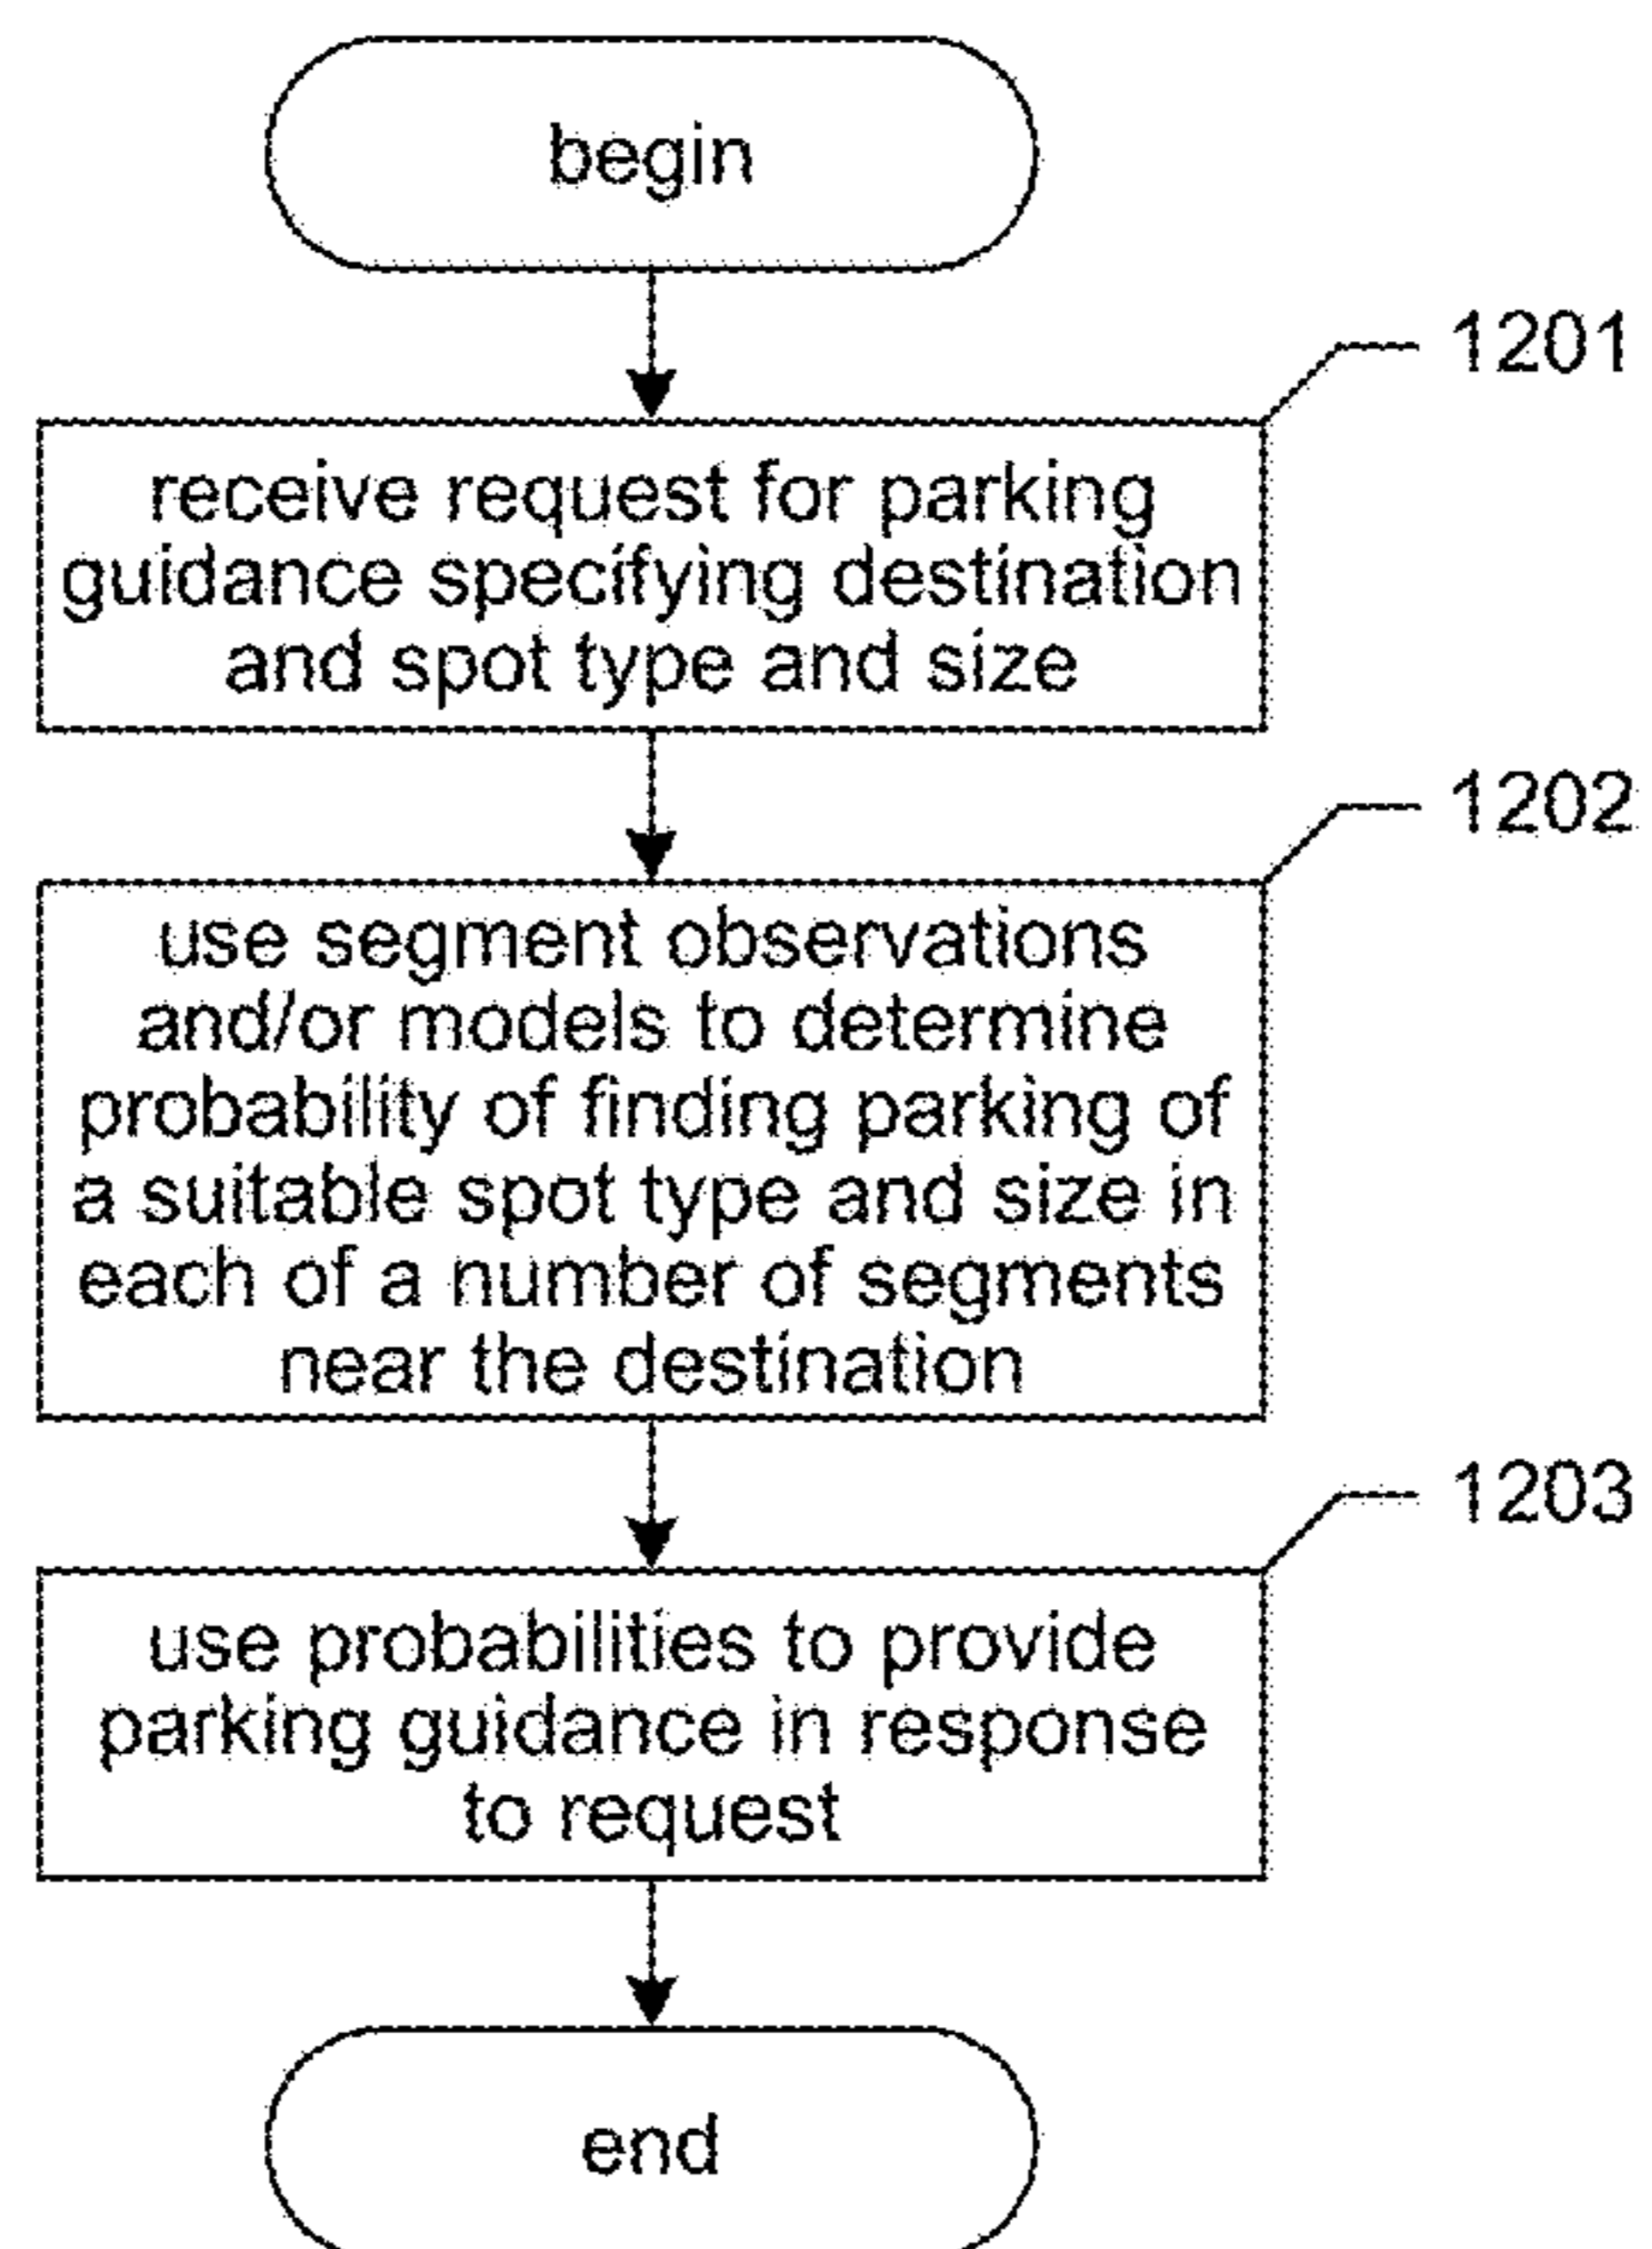 begin
1201
receive request for parking
guidance specifying destination
and spot type and size
1202
use segment observations
and/or models to determine
probability of finding parking of
a suitable spot type and size in
each of a number of segments
near the destination
1203
use probabilities to provide
parking guidance in response
to request
end